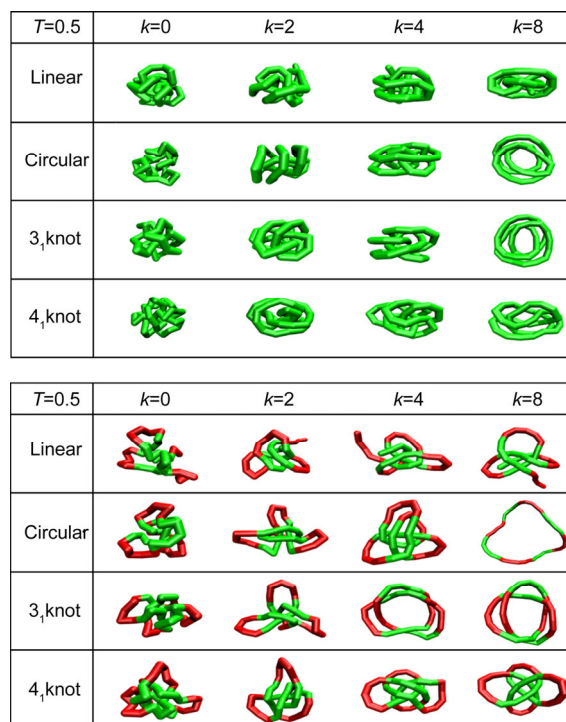 T=0.5 k=0 k=2 k=4 k=8
Linear
Circular
3₁knot
4₁knot
T=0.5 k=0 k=2 k=4 k=8
Linear
Circular
3₁knot
4₁knot